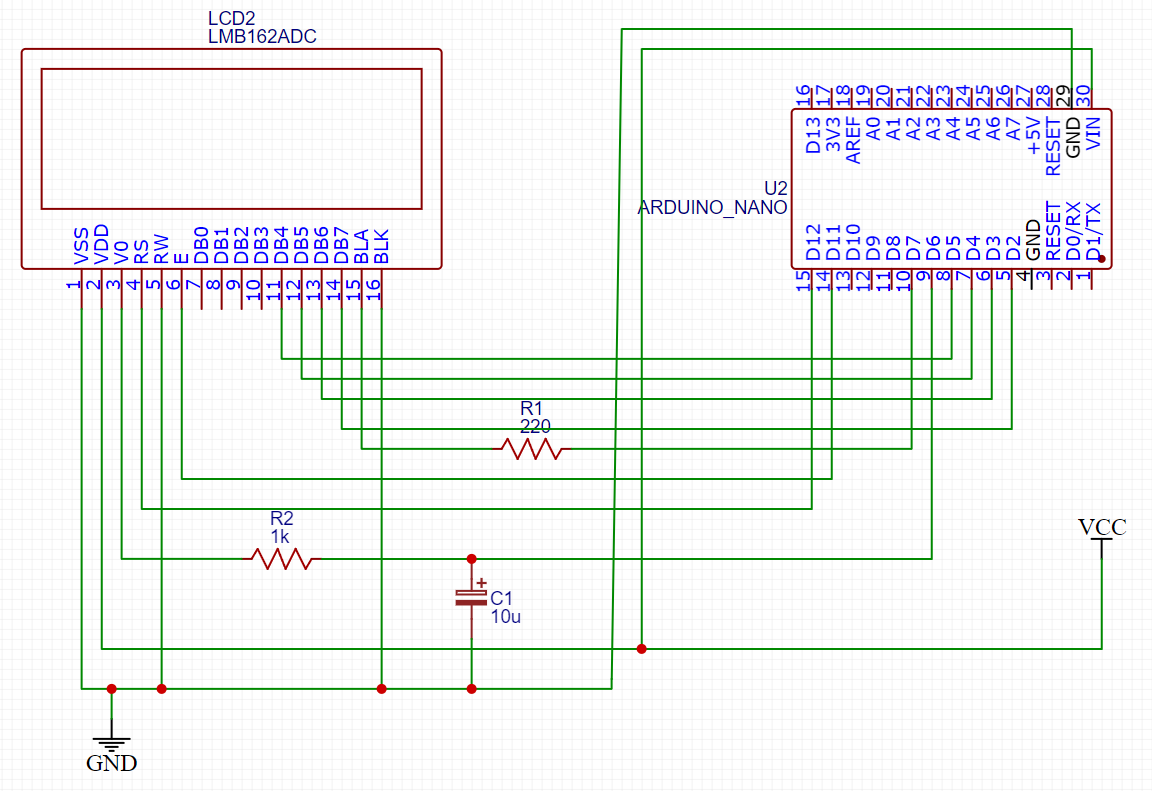 LCD2
LMB162ADC
VSS
VDD
V0
RS
RW
E
DB0
DB1
DB2
DB3
DB4
DB5
DB6
DB7
BLA
BLK
1
2
3
4
5
6
7
8
9
10
11
12
13
14
15
16
16
17
18
19
20
21
22
23
24
25
26
27
28
29
30
D13
3V3
AREF
A0
A1
A2
A3
A4
A5
A6
A7
+5V
RESET
GND
VIN
U2
ARDUINO_NANO
D12
D11
D10
D9
D8
D7
D6
D5
D4
D3
D2
GND
RESET
D0/RX
D1/TX
15
14
13
12
11
10
9
8
7
6
5
4
3
2
1
R1
220
R2
1k
VCC
+
C1
10u
GND